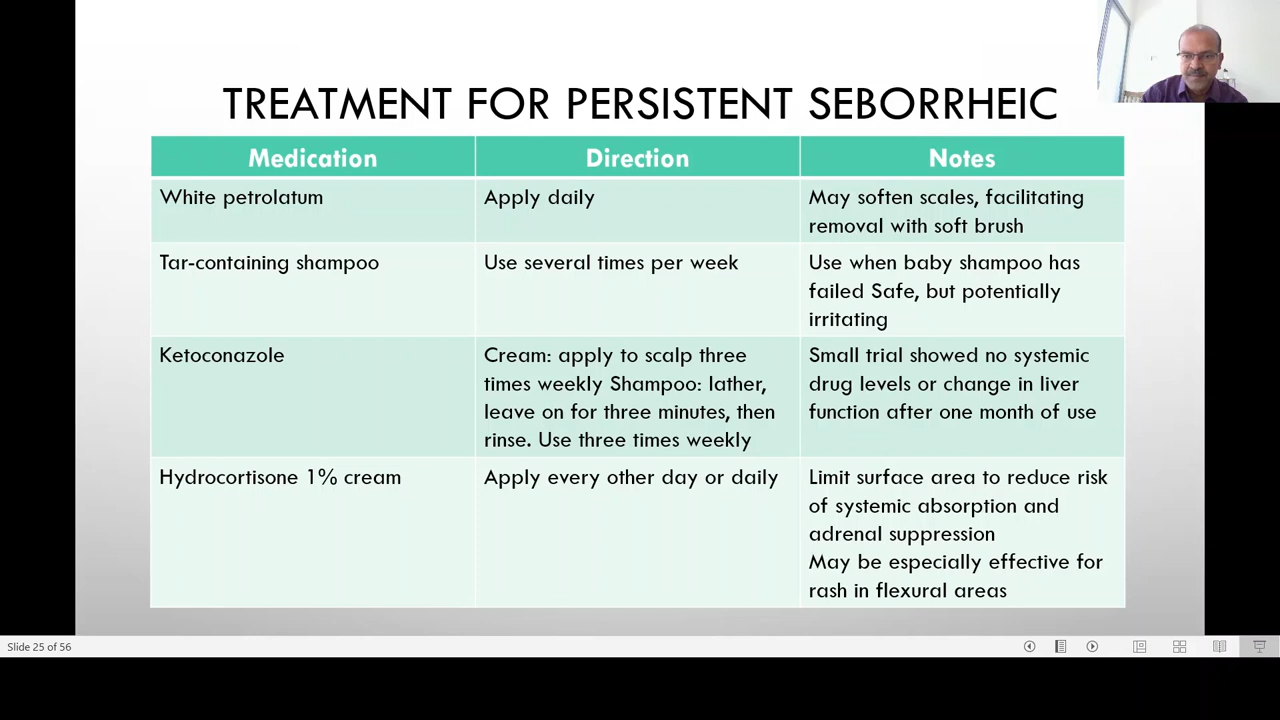 TREATMENT FOR PERSISTENT SEBORRHEIC
Medication
Direction
Notes
White petrolatum
Apply daily
May soften scales, facilitating
removal with soft brush
Tar-containing shampoo
Use several times per week
Use when baby shampoo has
failed Safe, but potentially
irritating
Ketoconazole
Cream: apply to scalp three
times weekly Shampoo: lather,
leave on for three minutes, then
rinse. Use three times weekly
Small trial showed no systemic
drug levels or change in liver
function after one month of use
Hydrocortisone 1% cream
Apply every other day or daily
Limit surface area to reduce risk
of systemic absorption and
adrenal suppression
May be especially effective for
rash in flexural areas
Slide 25 of 56